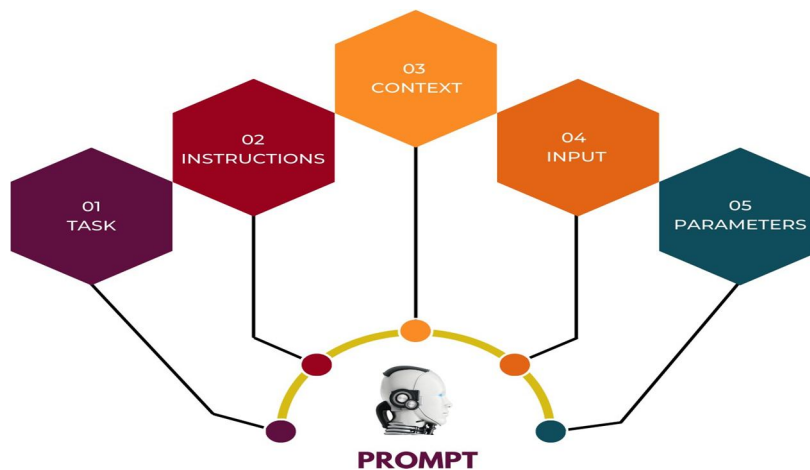 01
TASK
02
INSTRUCTIONS
03
CONTEXT
04
INPUT
05
PARAMETERS
PROMPT